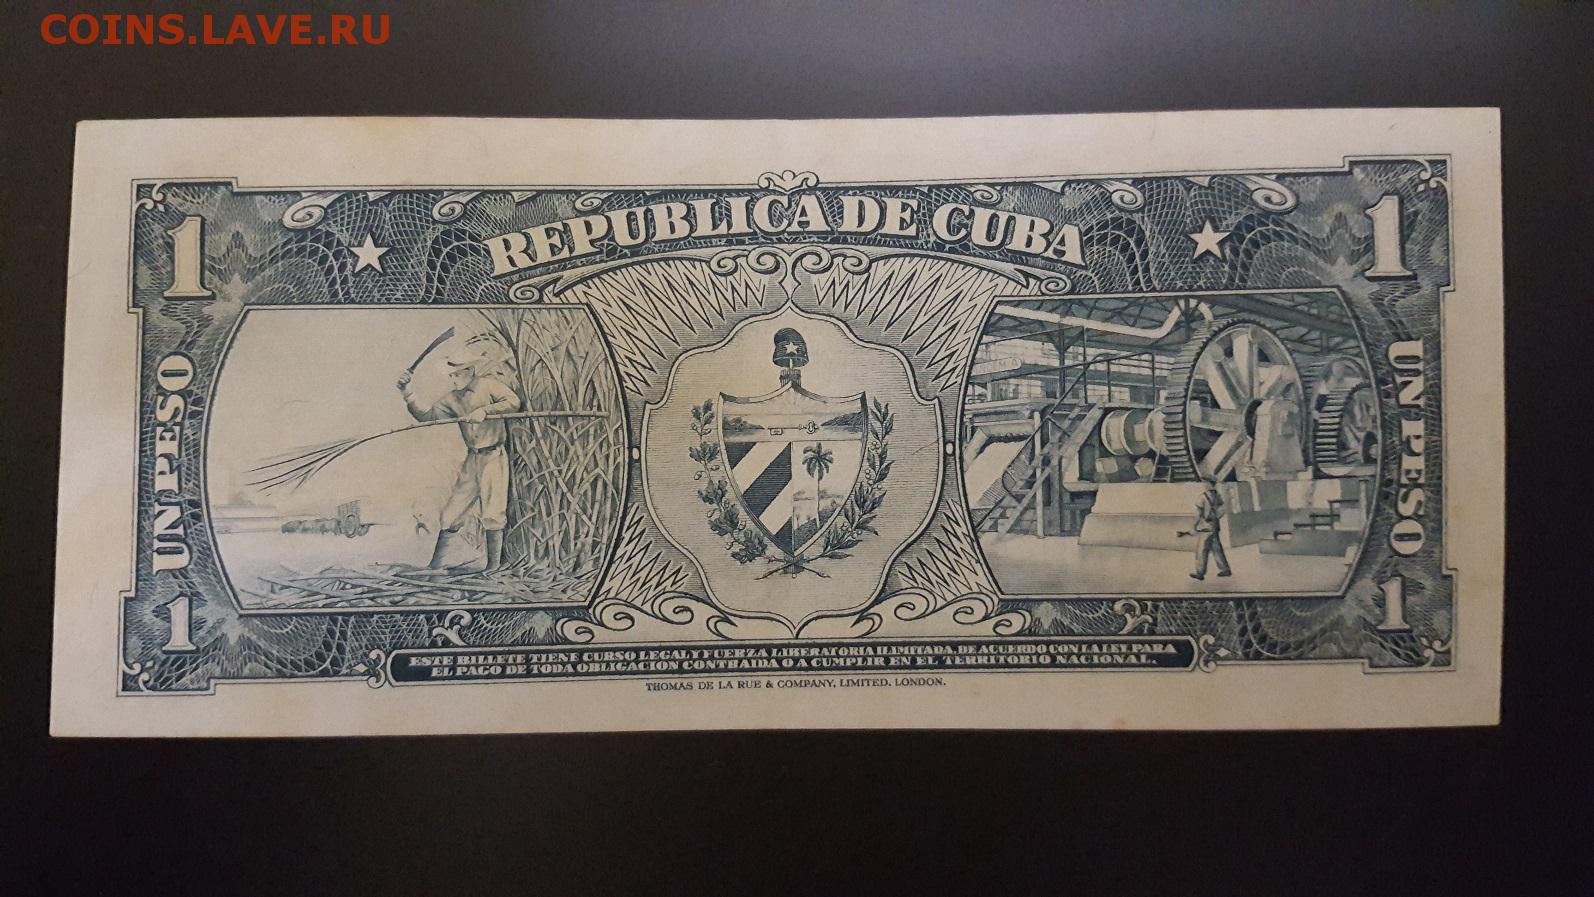 COINS.LAVE.RU
1
REPUBLICA DE CUBA
1
UN PESO
UN PESO
1
1
ESTE BILLETE TIENE CURSO LEGAL Y FUERZA LIBERATORIA ILIMITADA, DE ACUERDO CON LA LEY, PARA
EL PAGO DE TODA OBLIGACION CONTRAIDA O A CUMPLIR EN EL TERRITORIO NACIONAL.
THOMAS DE LA RUE & COMPANY, LIMITED. LONDON.